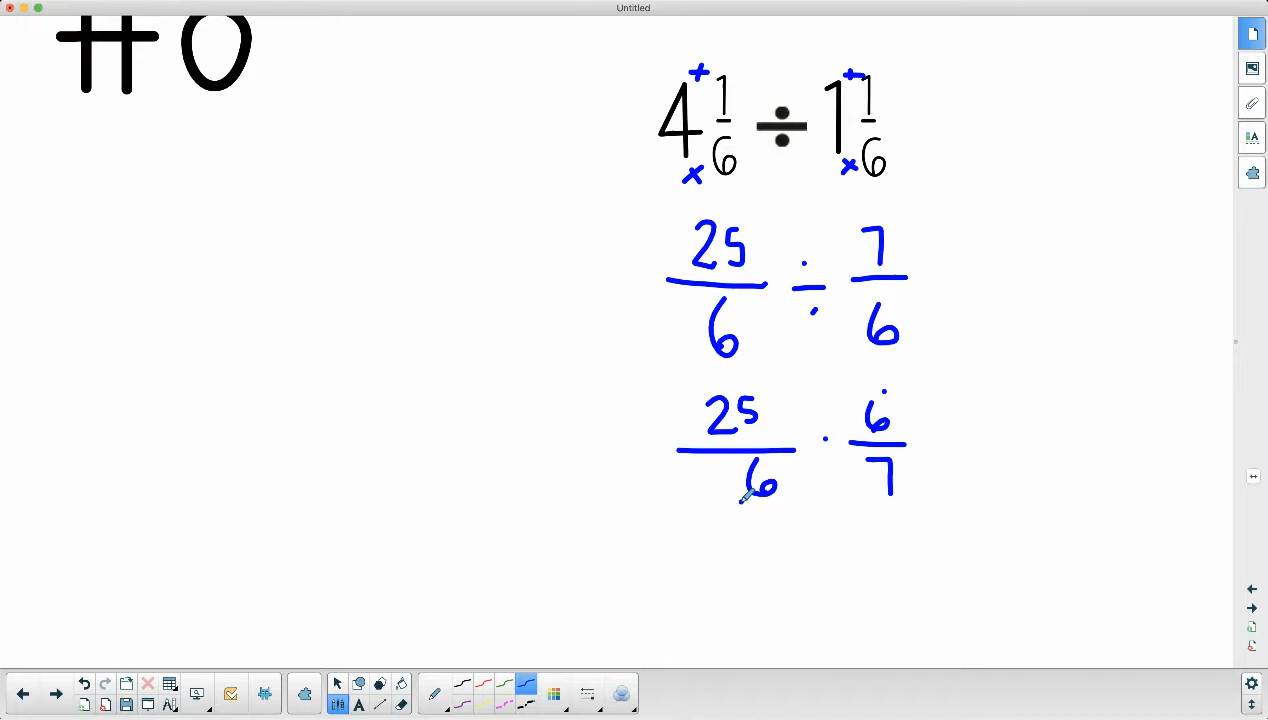 Untitled
#0
4 1/6 ÷ 1 1/6
+ +
× ×
25/6 ÷ 7/6
25/6 · 6/7